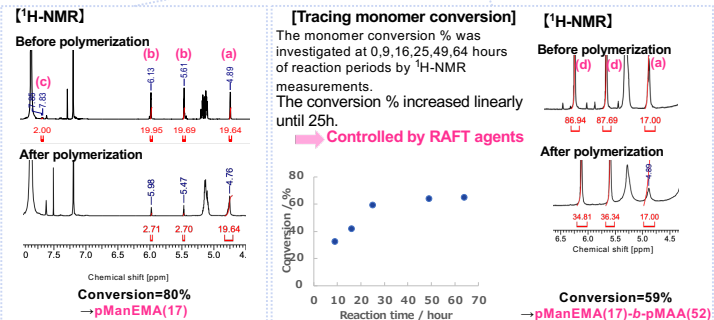 【¹H-NMR】
Before polymerization
(c)
(b)
(b)
(a)
7.85
7.83
6.13
5.61
4.89
2.00
19.95
19.69
19.64
After polymerization
5.98
5.47
4.76
2.71
2.70
19.64
0 7.5 7.0 6.5 6.0 5.5 5.0 4.
Chemical shift [ppm]
Conversion=80%
→pManEMA(17)
[Tracing monomer conversion]
The monomer conversion % was
investigated at 0,9,16,25,49,64 hours
of reaction periods by ¹H-NMR
measurements.
The conversion % increased linearly
until 25h.
Controlled by RAFT agents
Conversion / %
80
60
40
20
0
0 10 20 30 40 50 60 70
Reaction time / hour
【¹H-NMR】
Before polymerization
(d)
(d)
(a)
86.94
87.69
17.00
After polymerization
4.89
34.81
36.34
17.00
6.5 6.0 5.5 5.0 4.5
Chemical shift [ppm]
Conversion=59%
→pManEMA(17)-b-pMAA(52)